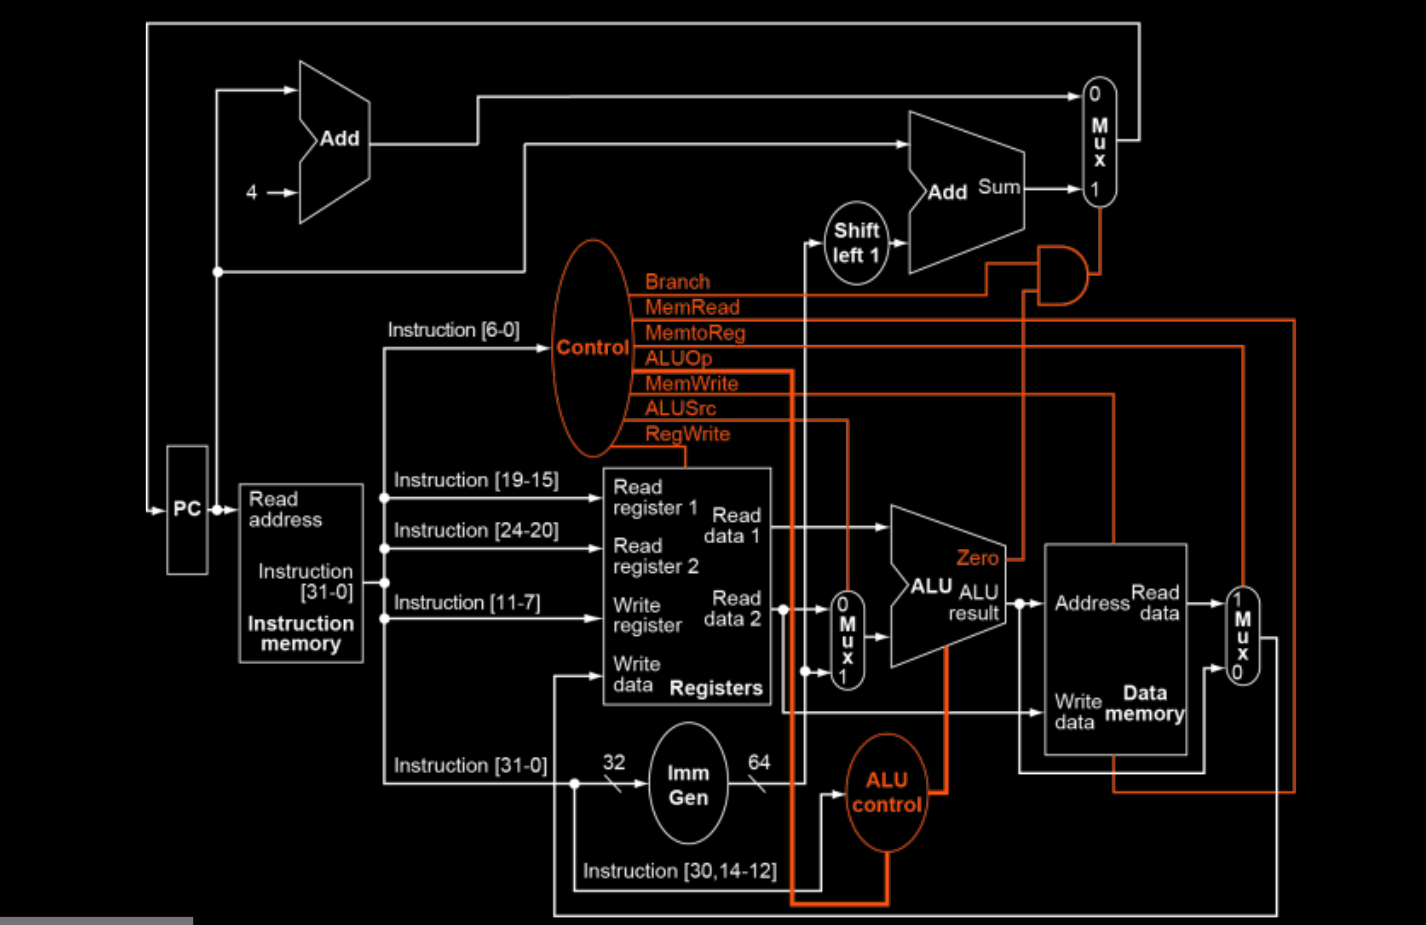 0
Mux
1
Add
4
Add Sum
Shift
left 1
Branch
MemRead
MemtoReg
ALUOp
MemWrite
ALUSrc
RegWrite
Control
Instruction [6-0]
PC
Read
address
Instruction
[31-0]
Instruction
memory
Instruction [19-15]
Instruction [24-20]
Instruction [11-7]
Instruction [31-0]
Read
register 1
Read
register 2
Write
register
Write
data
Read
data 1
Read
data 2
Registers
0
Mux
1
Zero
ALU ALU
result
Address
Read
data
Write
data
Data
memory
1
Mux
0
32
Imm
Gen
64
ALU
control
Instruction [30,14-12]